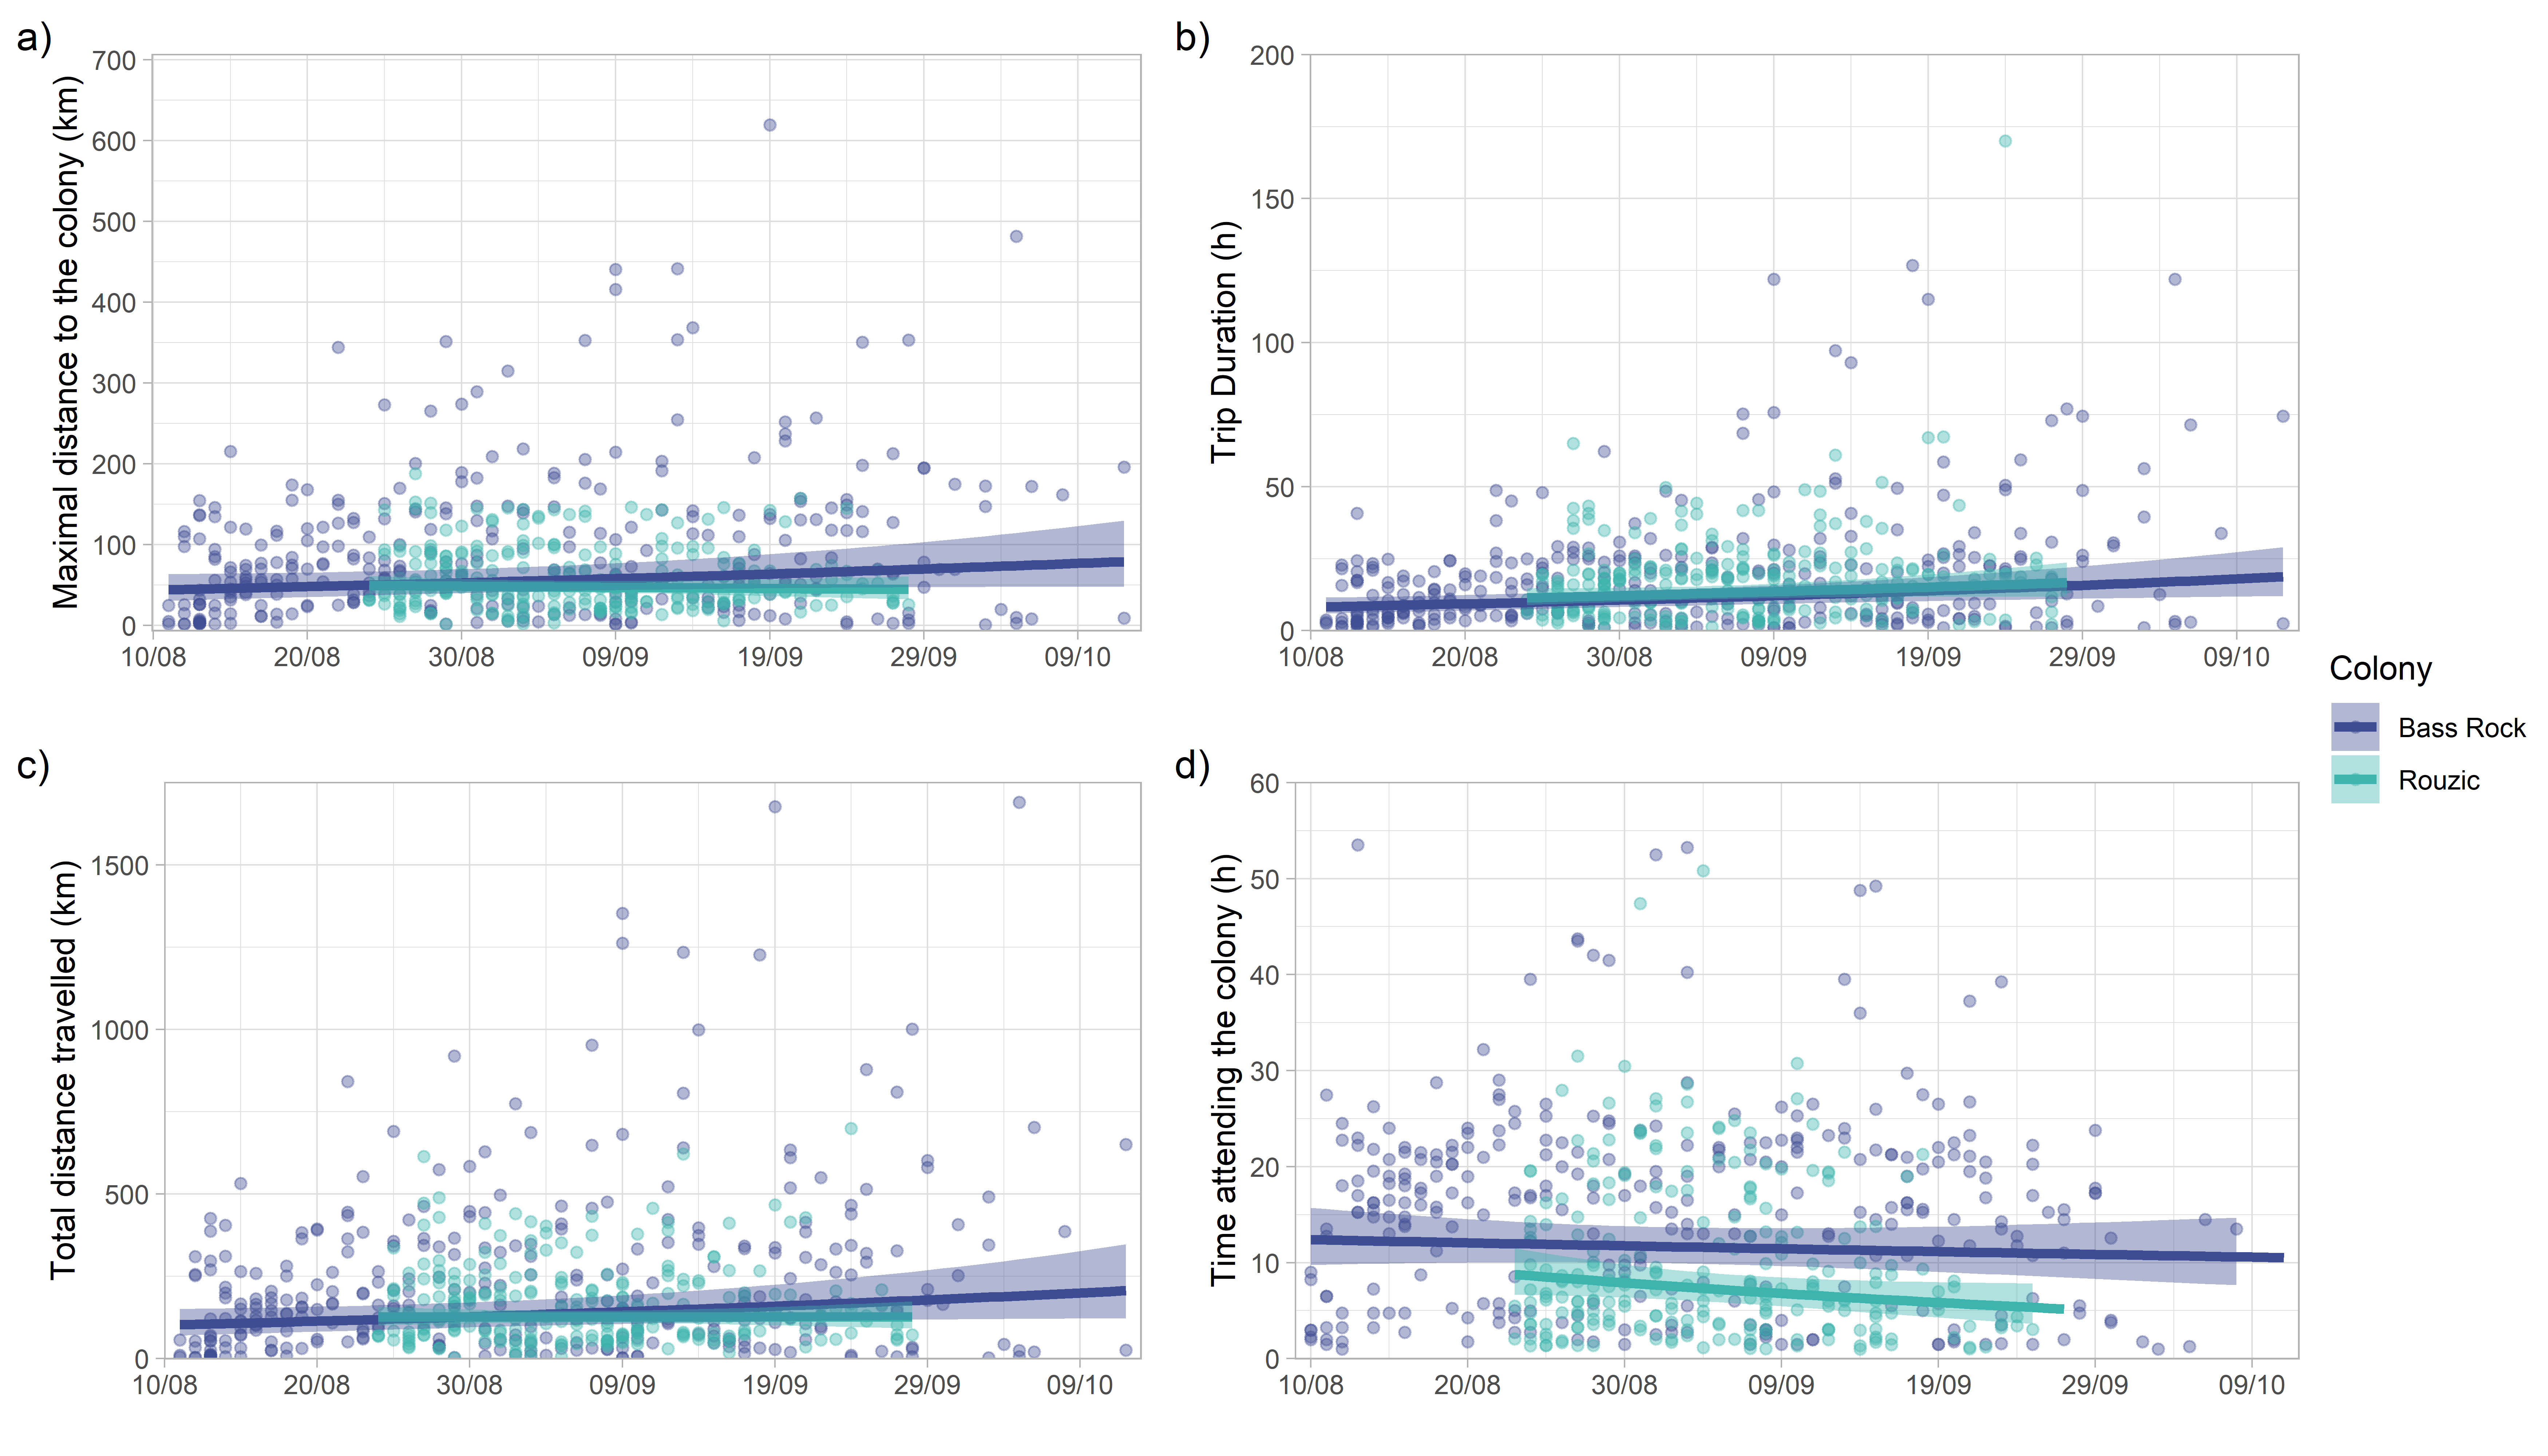 a)
Maximal distance to the colony (km)
700
600
500
400
300
200
100
0
10/08 20/08 30/08 09/09 19/09 29/09 09/10
b)
Trip Duration (h)
200
150
100
50
0
10/08 20/08 30/08 09/09 19/09 29/09 09/10
c)
Total distance travelled (km)
1500
1000
500
0
10/08 20/08 30/08 09/09 19/09 29/09 09/10
d)
Time attending the colony (h)
60
50
40
30
20
10
0
10/08 20/08 30/08 09/09 19/09 29/09 09/10
Colony
Bass Rock
Rouzic